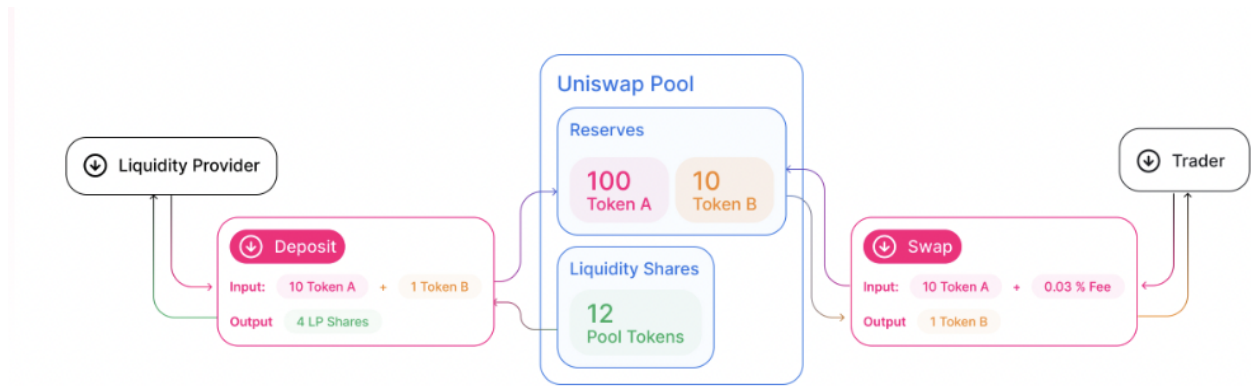 Liquidity Provider
Deposit
Input: 10 Token A + 1 Token B
Output 4 LP Shares
Uniswap Pool
Reserves
100
Token A
10
Token B
Liquidity Shares
12
Pool Tokens
Trader
Swap
Input: 10 Token A + 0.03 % Fee
Output 1 Token B